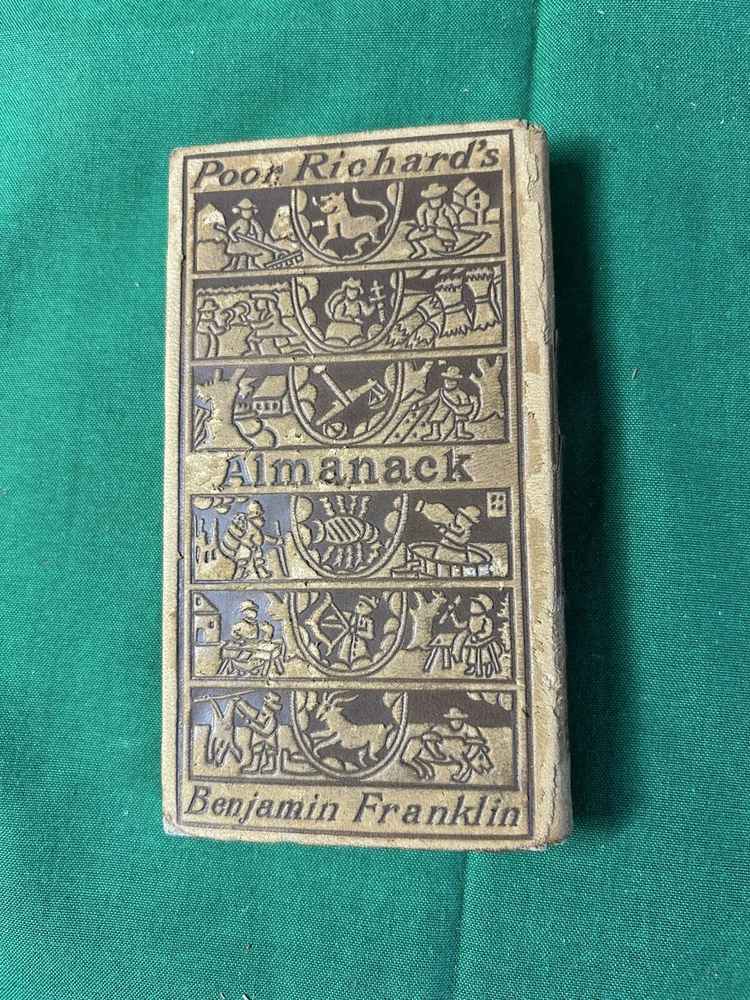 Poor Richard's
Almanack
Benjamin Franklin